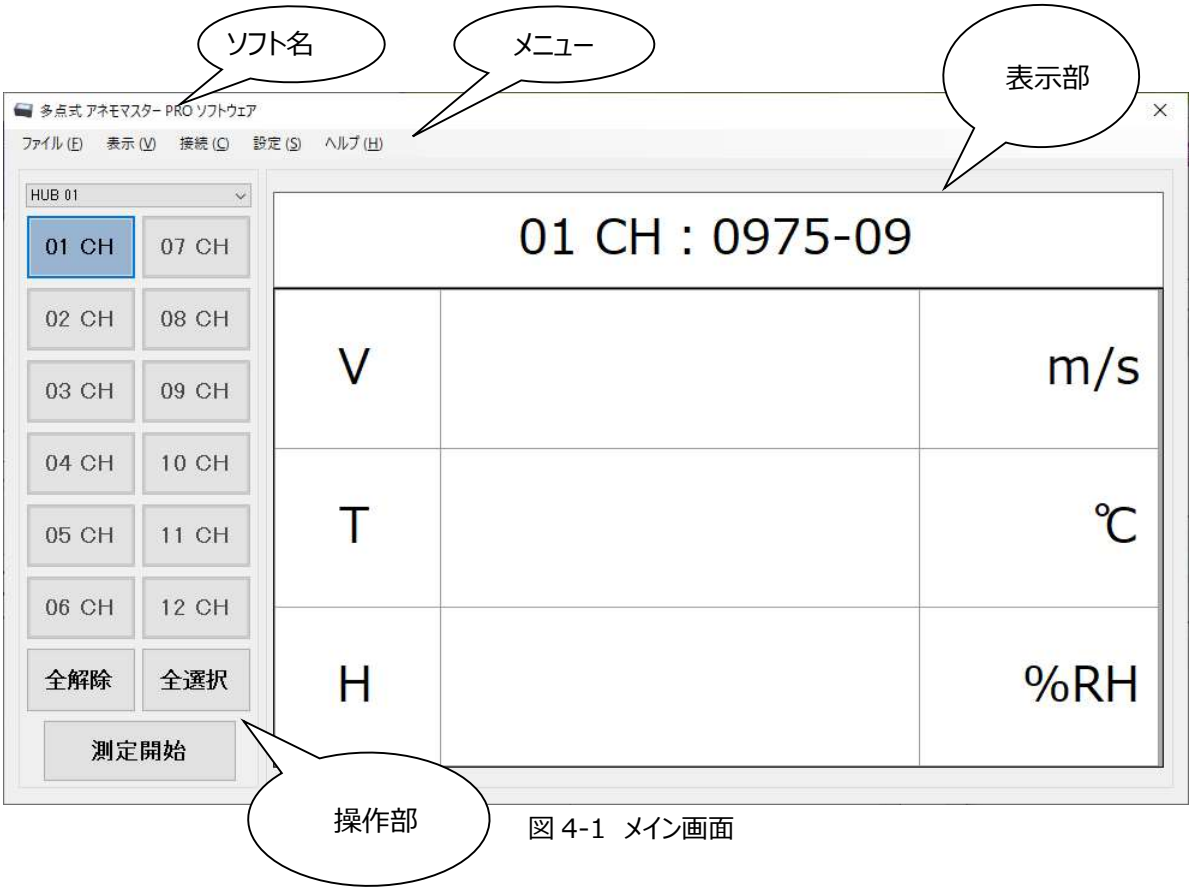 ソフト名
メニュー
表示部
多点式 アネモマスター PRO ソフトウェア
ファイル(F) 表示(V) 接続(C) 設定(S) ヘルプ(H)
HUB 01
01 CH 07 CH
02 CH 08 CH
03 CH 09 CH
04 CH 10 CH
05 CH 11 CH
06 CH 12 CH
全解除 全選択
測定開始
01 CH : 0975-09
V m/s
T ℃
H %RH
操作部
図 4-1 メイン画面